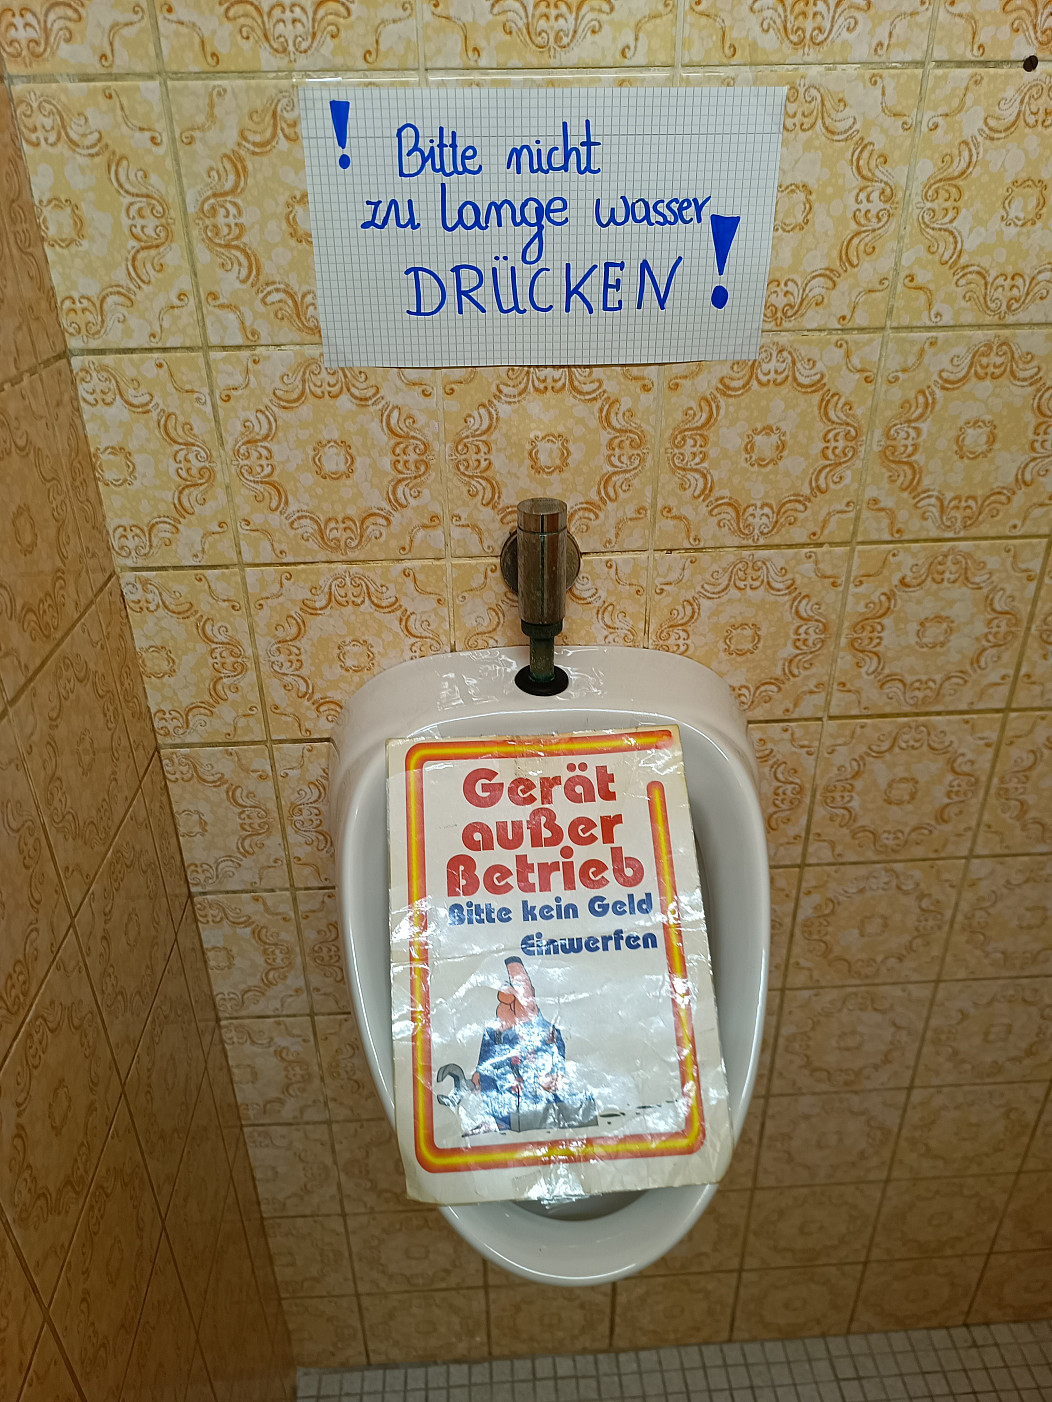 ! Bitte nicht
zu lange wasser
DRÜCKEN !
Gerät
außer
Betrieb
Bitte kein Geld
Einwerfen